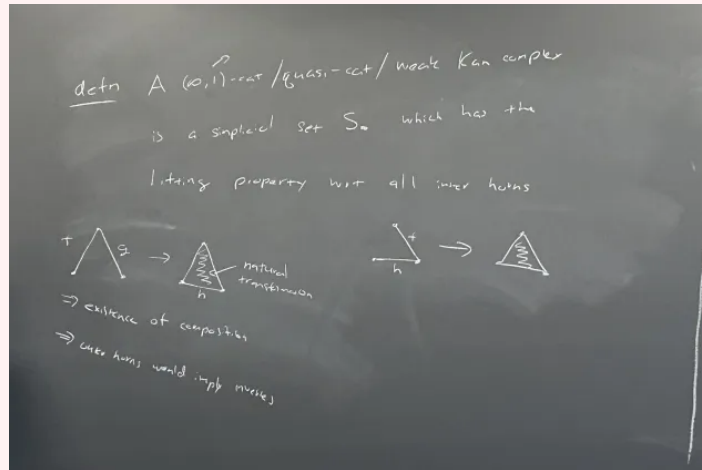 defn A (∞,1)-cat/quasi-cat/weak Kan complex
is a simplicial set S• which has the
lifting property wrt all inner horns
f g → h natural transformation
h f →
⇒ existence of composition
⇒ outer horns would imply inverses